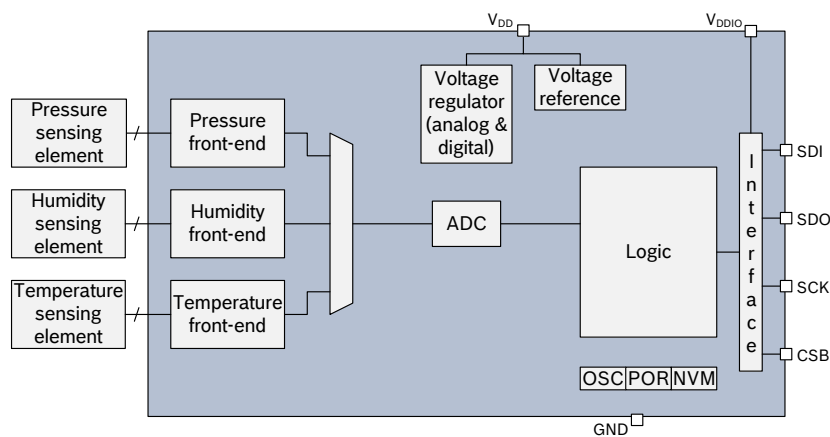 VDD
VDDIO
Pressure
sensing
element
Pressure
front-end
Voltage
regulator
(analog &
digital)
Voltage
reference
Humidity
sensing
element
Humidity
front-end
ADC
Logic
Interface
SDI
SDO
SCK
CSB
Temperature
sensing
element
Temperature
front-end
OSC POR NVM
GND